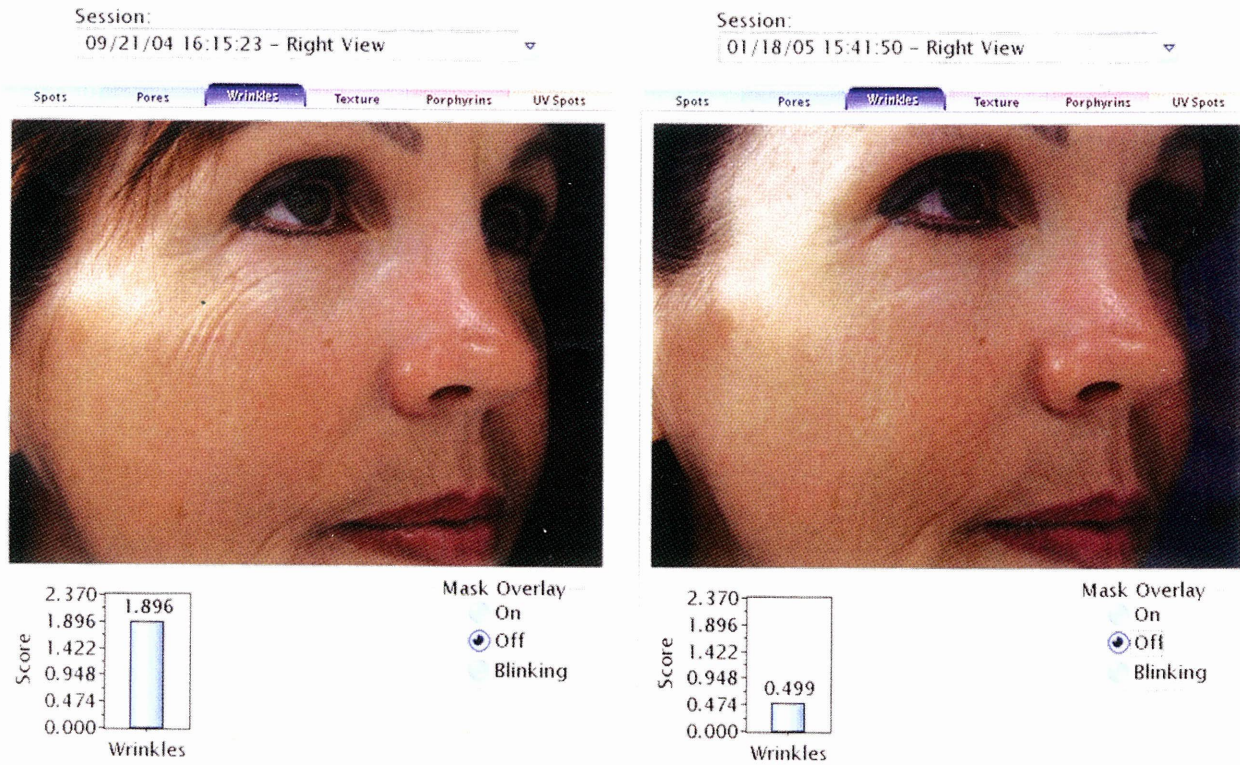 Session:
09/21/04 16:15:23 – Right View
Spots Pores Wrinkles Texture Porphyrins UV Spots
Score
2.370
1.896
1.422
0.948
0.474
0.000
1.896
Wrinkles
Mask Overlay
On
Off
Blinking
Session:
01/18/05 15:41:50 – Right View
Spots Pores Wrinkles Texture Porphyrins UV Spots
Score
2.370
1.896
1.422
0.948
0.474
0.000
0.499
Wrinkles
Mask Overlay
On
Off
Blinking